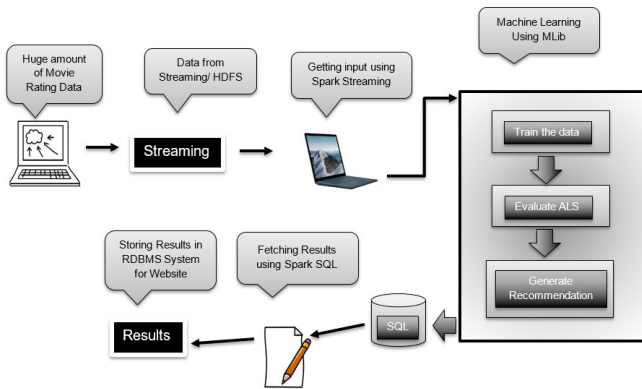 Huge amount
of Movie
Rating Data
Data from
Streaming/ HDFS
Getting input using
Spark Streaming
Machine Learning
Using MLib
Streaming
Train the data
Evaluate ALS
Generate
Recommendation
Storing Results in
RDBMS System
for Website
Fetching Results
using Spark SQL
SQL
Results